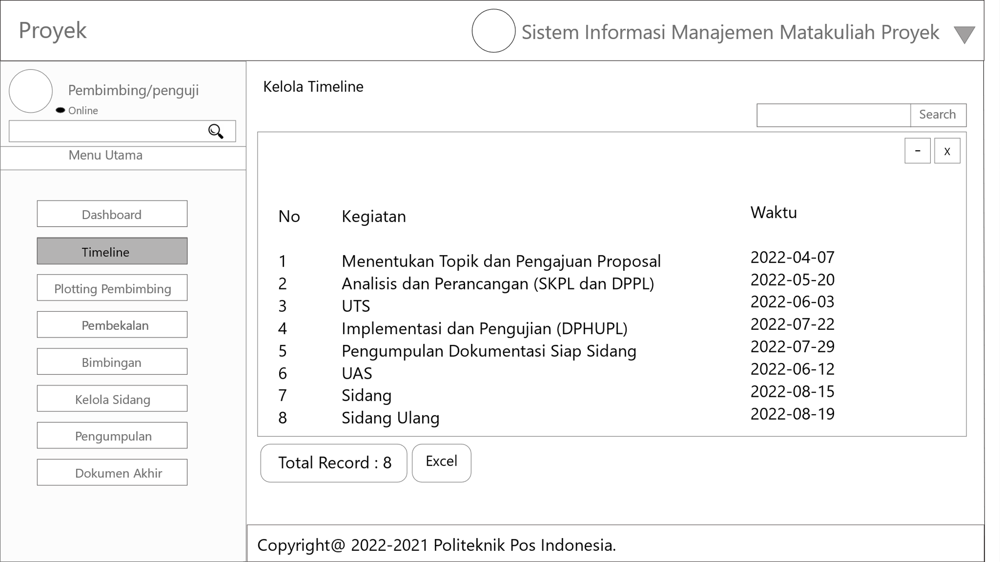 Proyek
Sistem Informasi Manajemen Matakuliah Proyek
Pembimbing/penguji
Online
Menu Utama
Dashboard
Timeline
Plotting Pembimbing
Pembekalan
Bimbingan
Kelola Sidang
Pengumpulan
Dokumen Akhir
Kelola Timeline
Search
- x
No Kegiatan Waktu
1 Menentukan Topik dan Pengajuan Proposal 2022-04-07
2 Analisis dan Perancangan (SKPL dan DPPL) 2022-05-20
3 UTS 2022-06-03
4 Implementasi dan Pengujian (DPHUPL) 2022-07-22
5 Pengumpulan Dokumentasi Siap Sidang 2022-07-29
6 UAS 2022-06-12
7 Sidang 2022-08-15
8 Sidang Ulang 2022-08-19
Total Record : 8 Excel
Copyright@ 2022-2021 Politeknik Pos Indonesia.